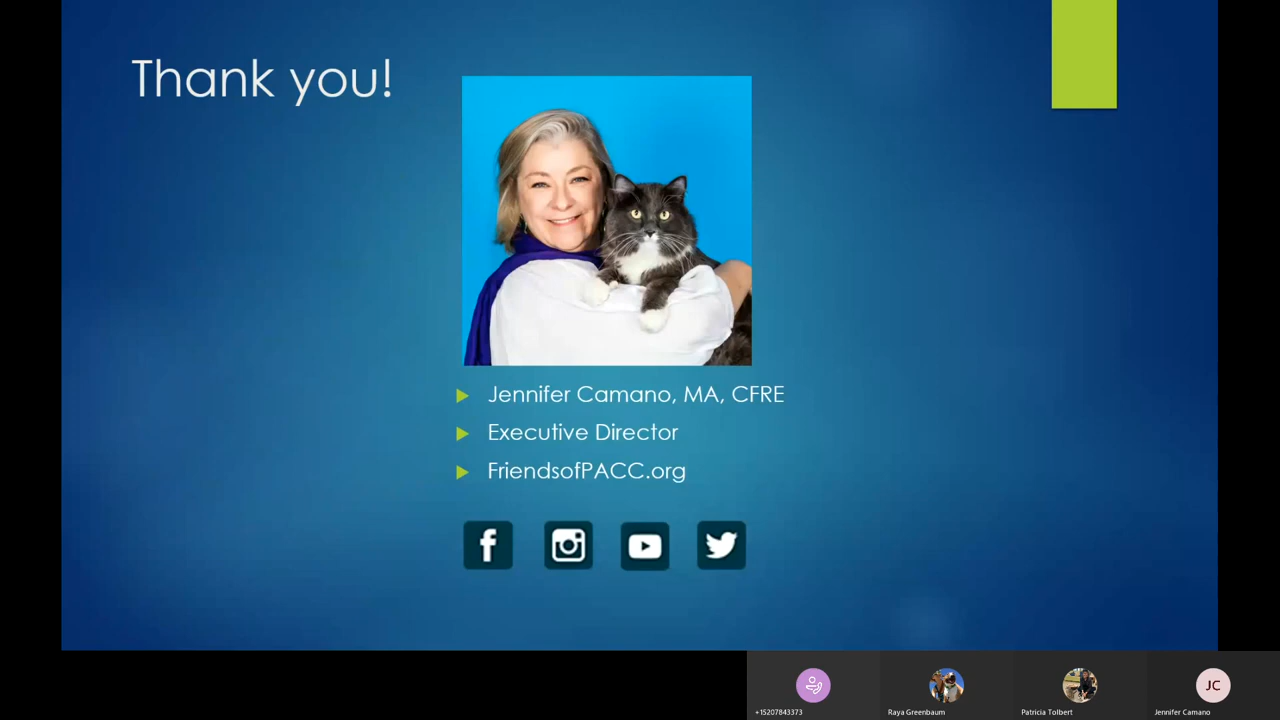 Thank you!
Jennifer Camano, MA, CFRE
Executive Director
FriendsofPACC.org
JC
+15207843373
Raya Greenbaum
Patricia Tolbert
Jennifer Camano